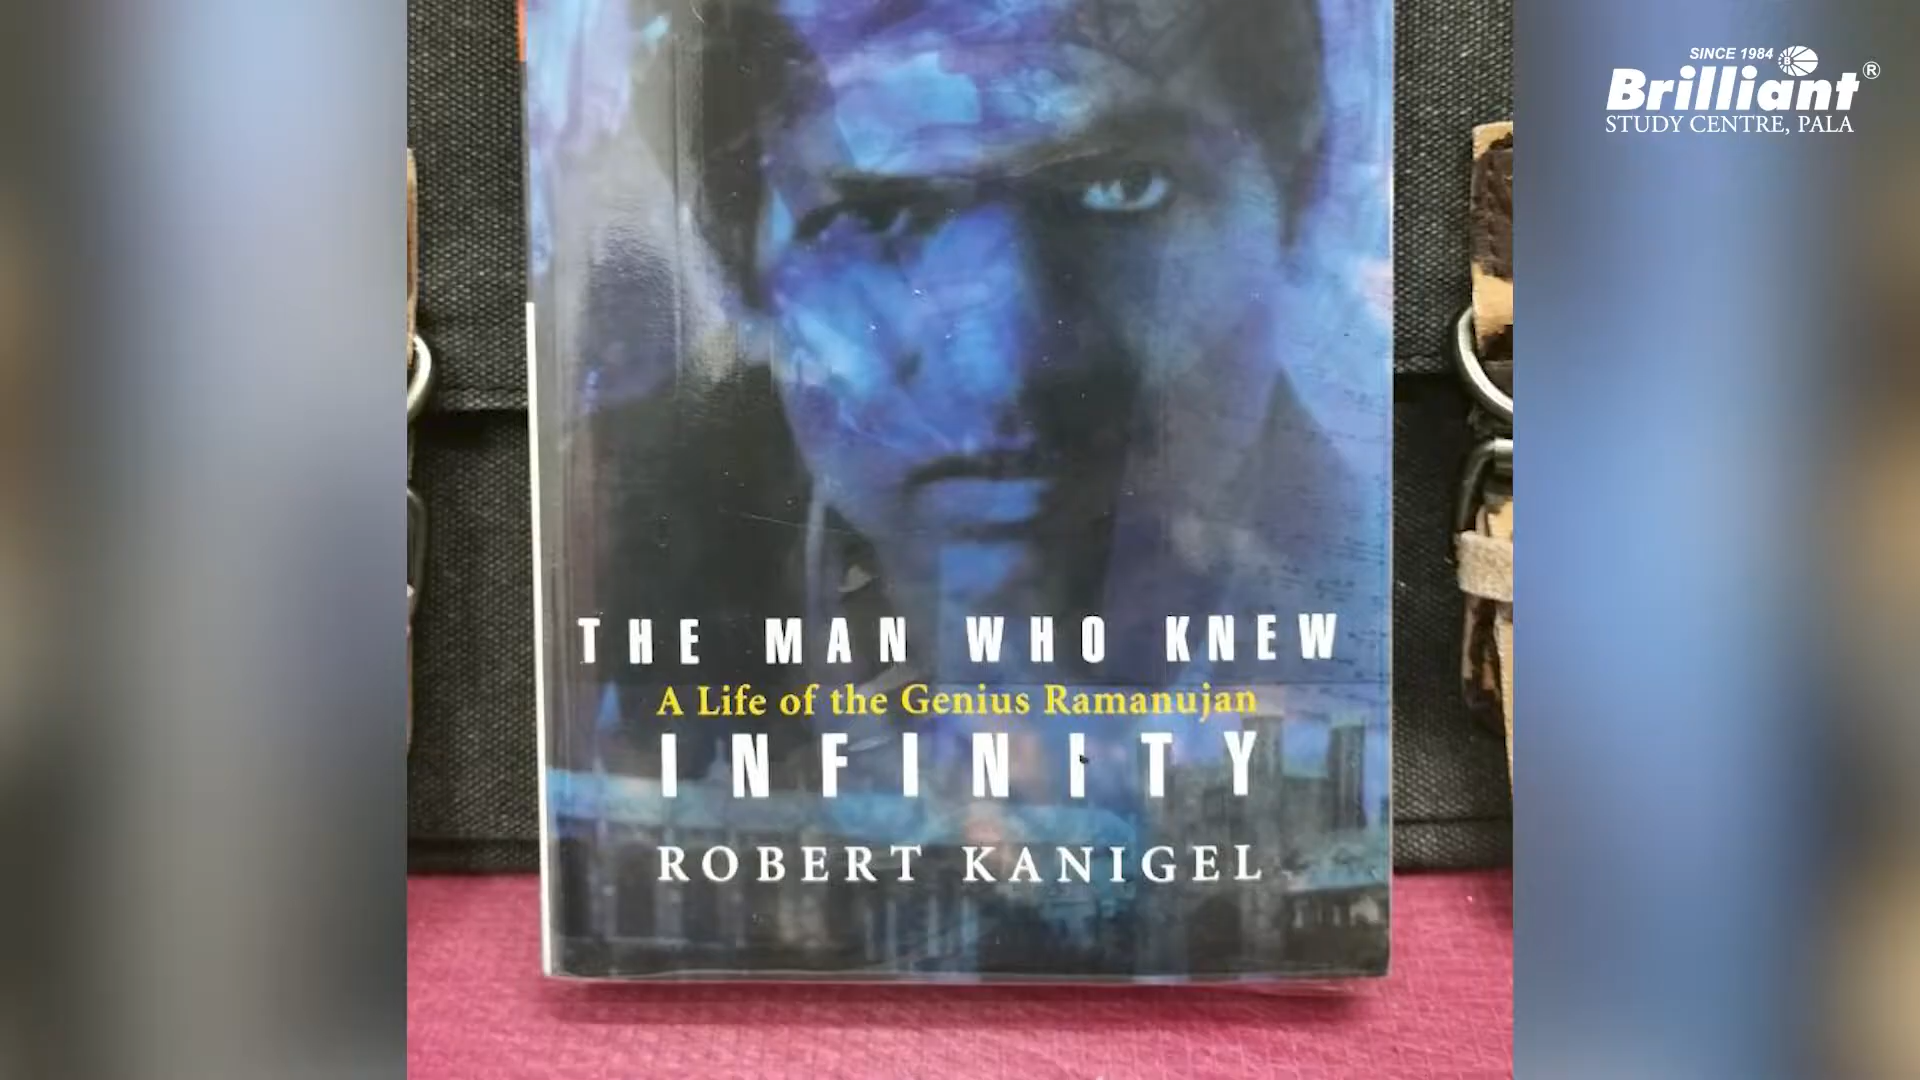 SINCE 1984
Brilliant®
STUDY CENTRE, PALA
THE MAN WHO KNEW
A Life of the Genius Ramanujan
INFINITY
ROBERT KANIGEL